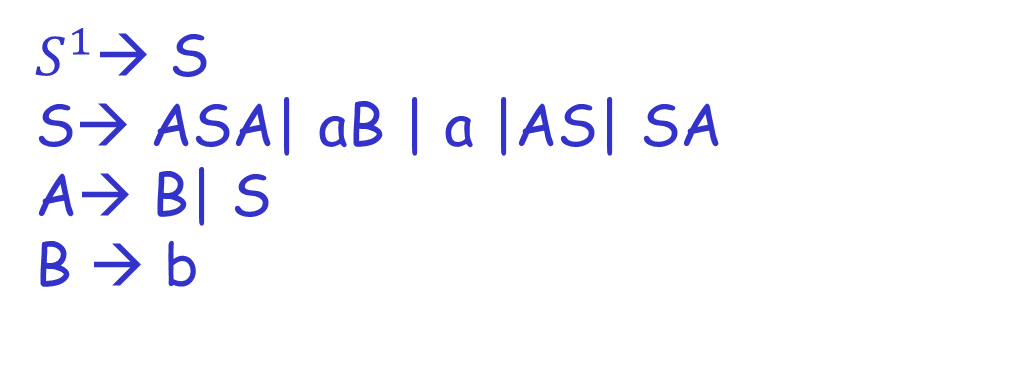 S¹→ S
S→ ASA| aB | a |AS| SA
A→ B| S
B → b